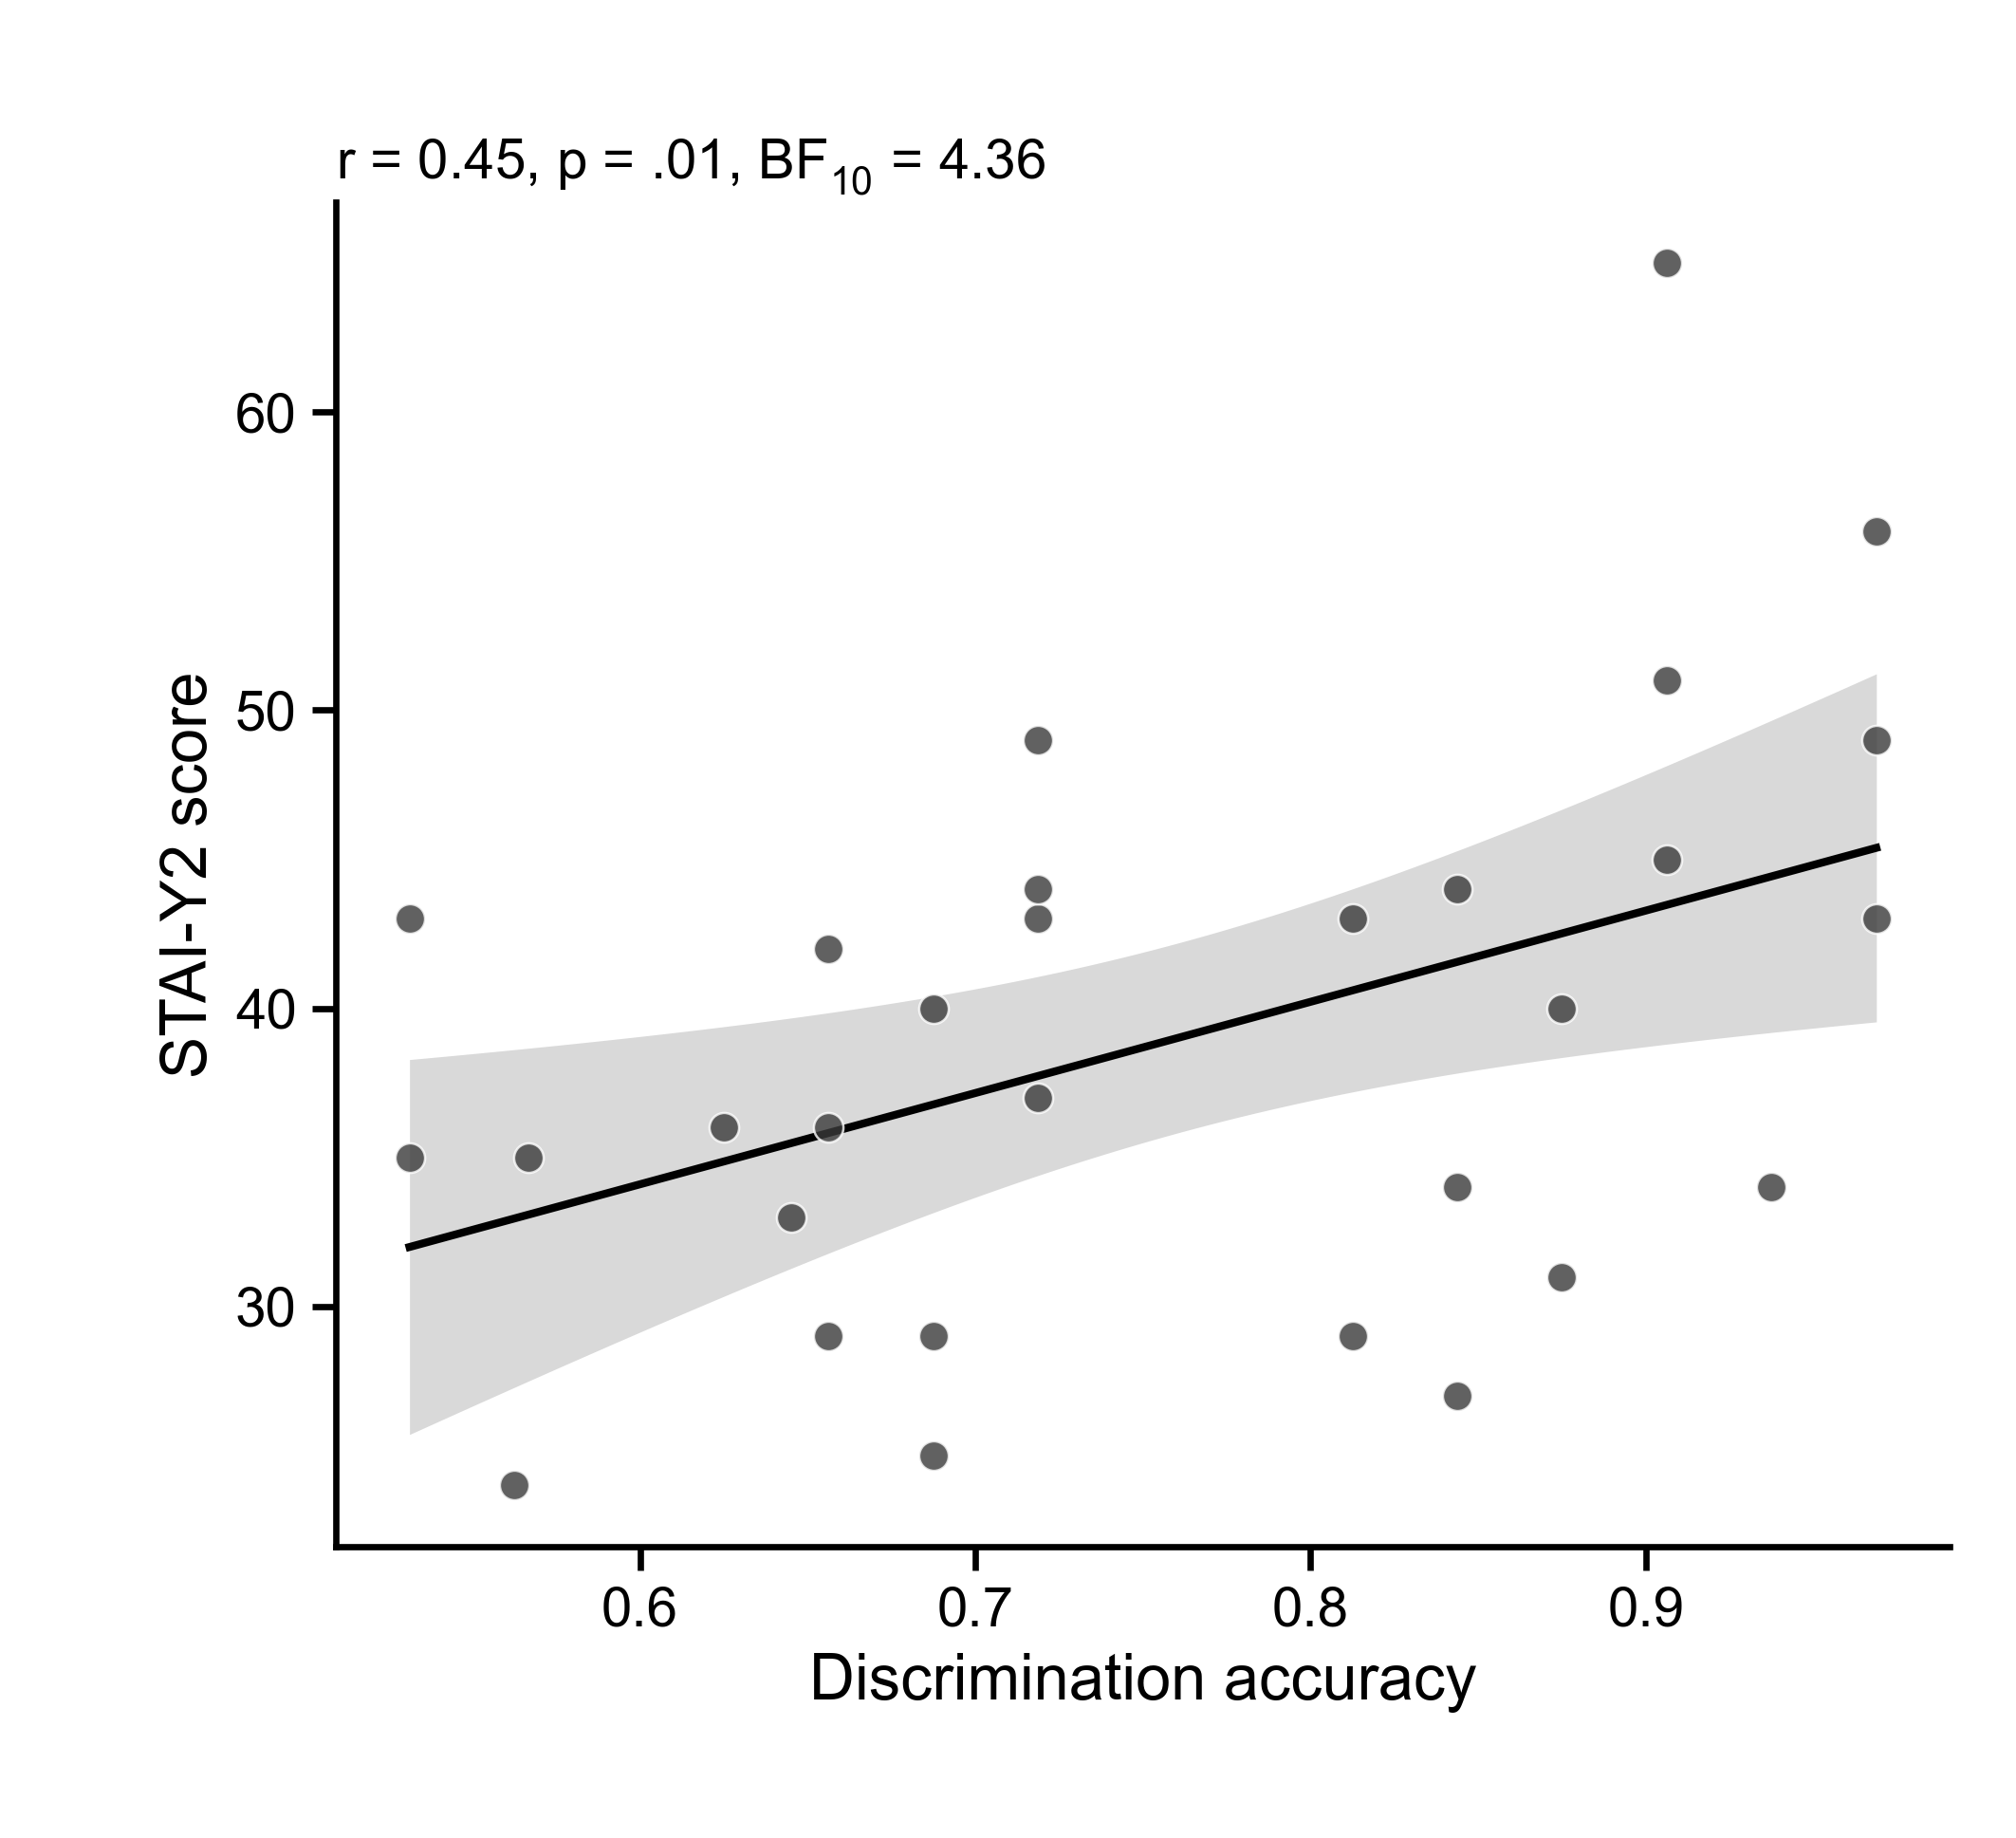 r = 0.45, p = .01, BF10 = 4.36
60
50
40
30
STAI-Y2 score
0.6 0.7 0.8 0.9
Discrimination accuracy